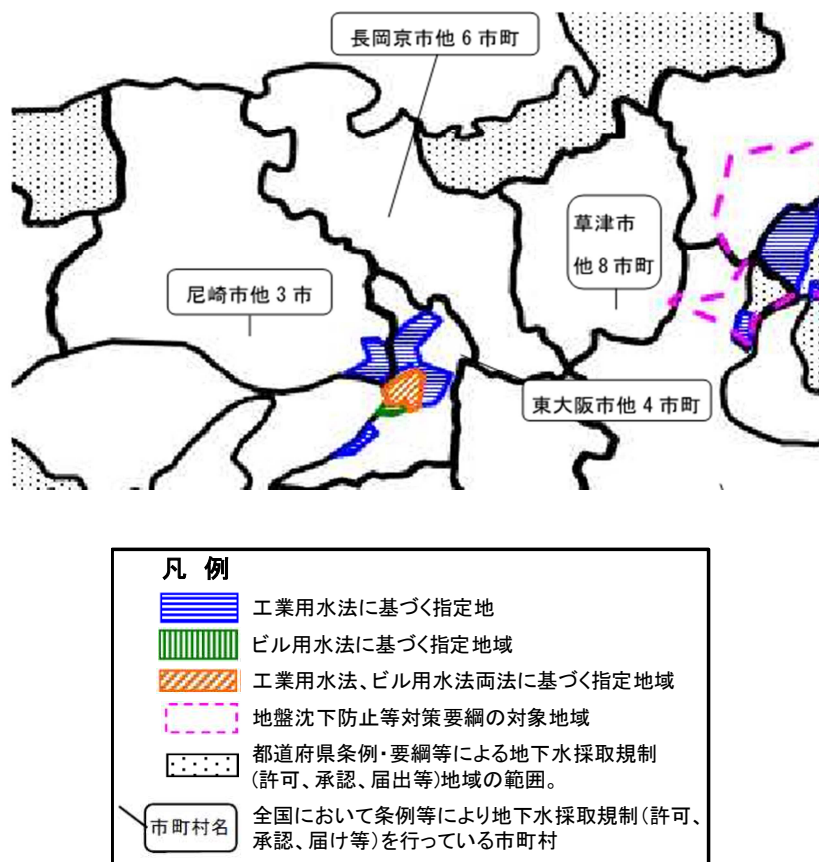 長岡京市他６市町
草津市
他８市町
尼崎市他３市
東大阪市他４市町
凡 例
工業用水法に基づく指定地
ビル用水法に基づく指定地域
工業用水法、ビル用水法両法に基づく指定地域
地盤沈下防止等対策要綱の対象地域
都道府県条例・要綱等による地下水採取規制
(許可、承認、届出等)地域の範囲。
市町村名
全国において条例等により地下水採取規制(許可、
承認、届け等)を行っている市町村